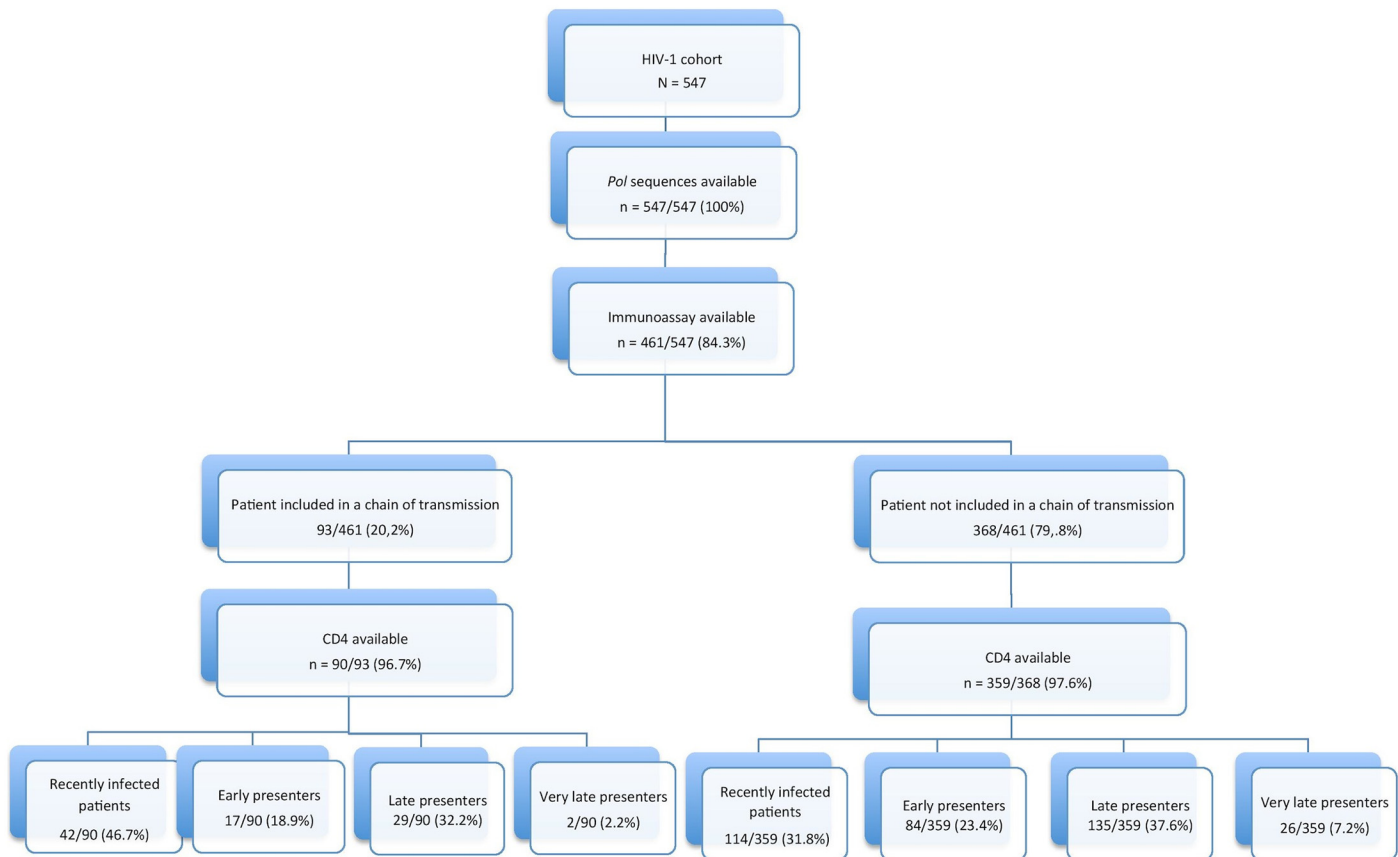 HIV-1 cohort
N = 547
Pol sequences available
n = 547/547 (100%)
Immunoassay available
n = 461/547 (84.3%)
Patient included in a chain of transmission
93/461 (20,2%)
Patient not included in a chain of transmission
368/461 (79,.8%)
CD4 available
n = 90/93 (96.7%)
CD4 available
n = 359/368 (97.6%)
Recently infected
patients
42/90 (46.7%)
Early presenters
17/90 (18.9%)
Late presenters
29/90 (32.2%)
Very late presenters
2/90 (2.2%)
Recently infected
patients
114/359 (31.8%)
Early presenters
84/359 (23.4%)
Late presenters
135/359 (37.6%)
Very late presenters
26/359 (7.2%)